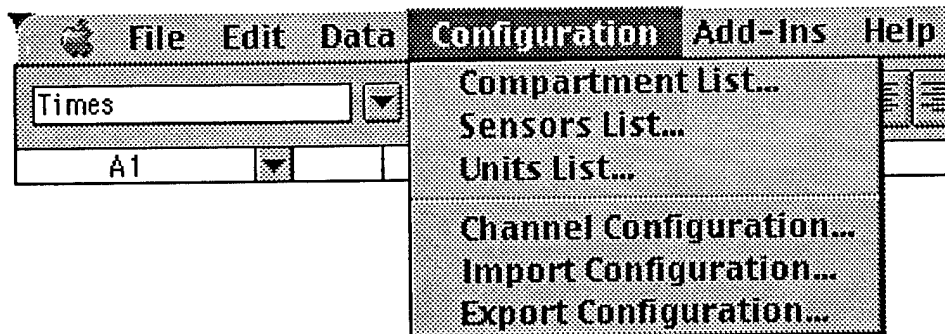 File Edit Data Configuration Add-Ins Help
Times
Compartment List...
Sensors List...
A1
Units List...
Channel Configuration...
Import Configuration...
Export Configuration...